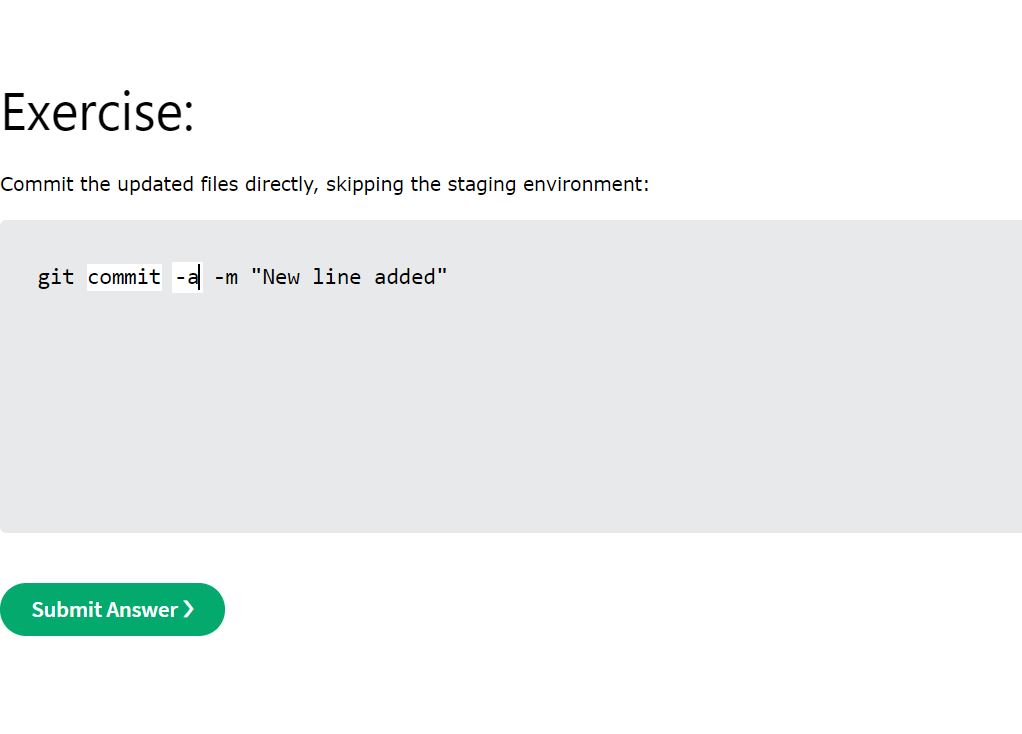 Exercise:
Commit the updated files directly, skipping the staging environment:
git commit -a -m "New line added"
Submit Answer ❯